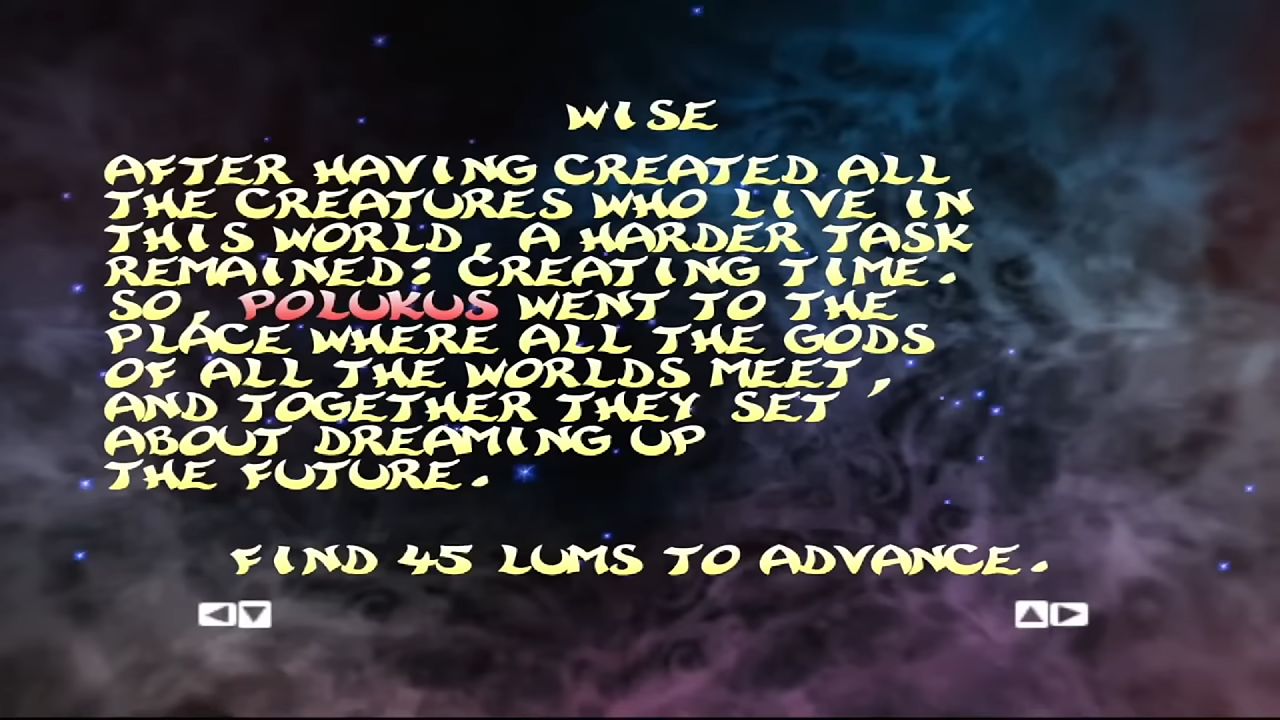 WISE
AFTER HAVING CREATED ALL
THE CREATURES WHO LIVE IN
THIS WORLD, A HARDER TASK
REMAINED: CREATING TIME.
SO, POLUKUS WENT TO THE
PLACE WHERE ALL THE GODS
OF ALL THE WORLDS MEET,
AND TOGETHER THEY SET
ABOUT DREAMING UP
THE FUTURE.
FIND 45 LUMS TO ADVANCE.